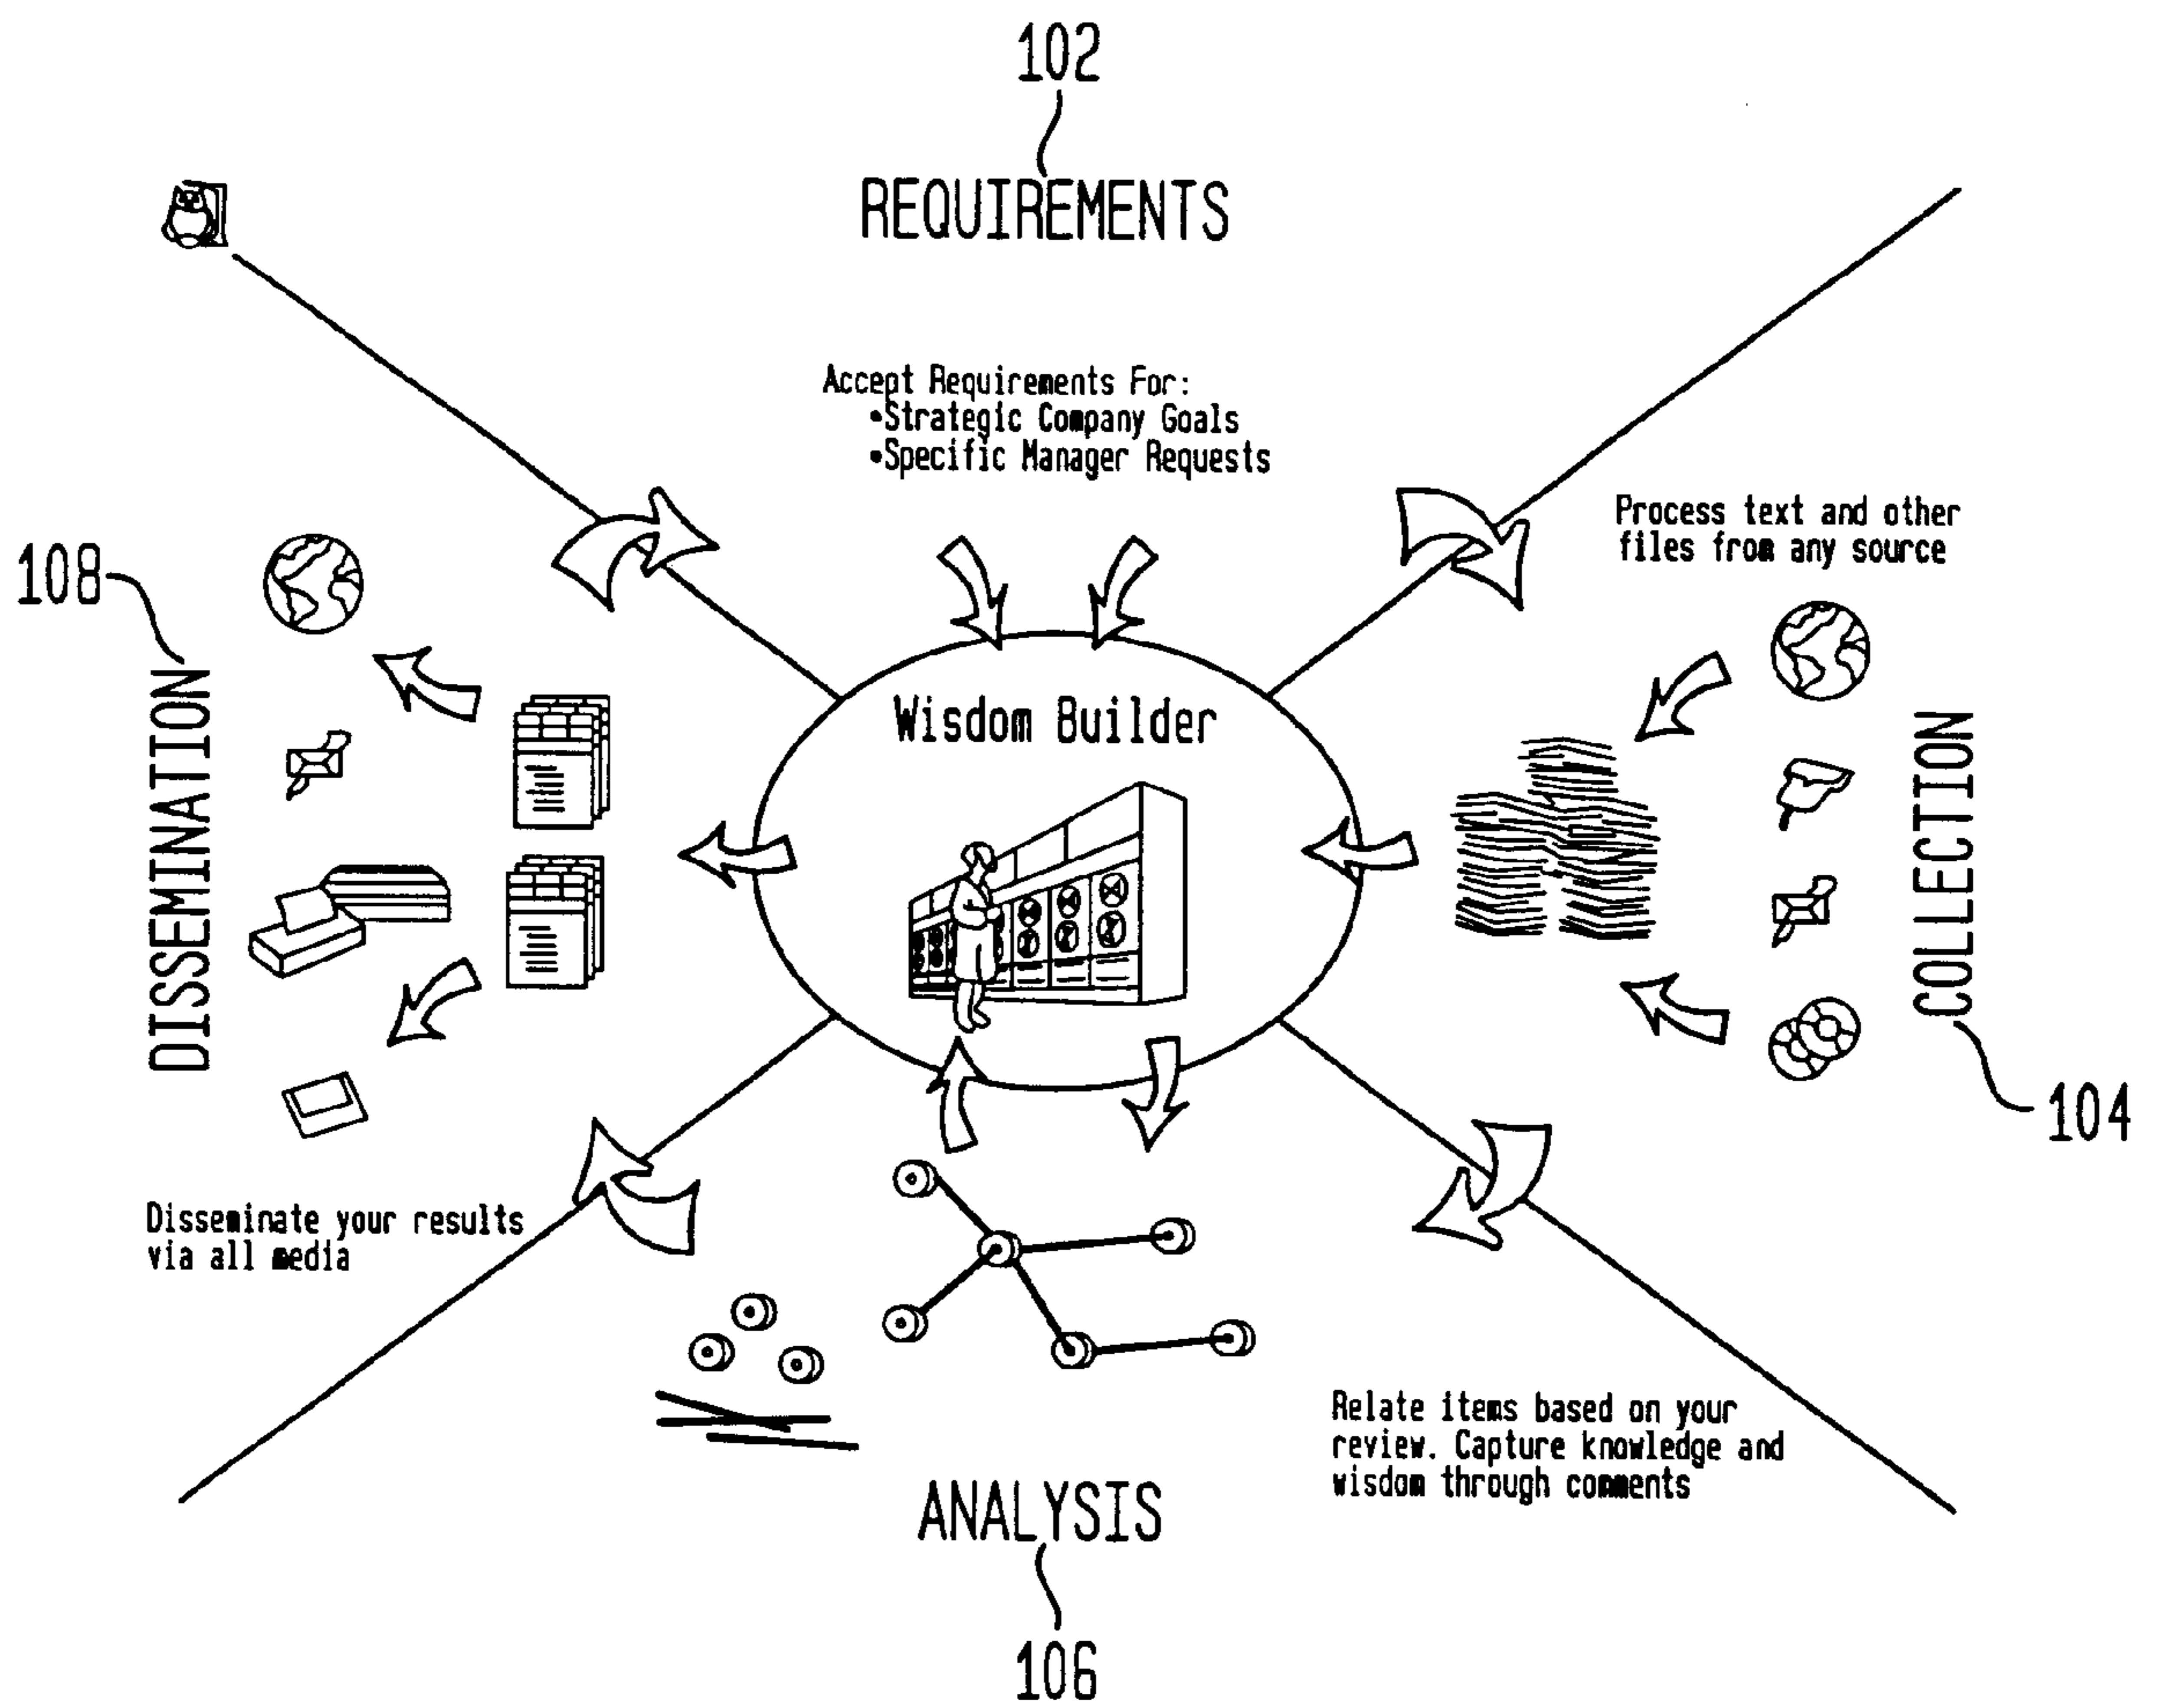 102
REQUIREMENTS
Accept Requirements For:
•Strategic Company Goals
•Specific Manager Requests
Process text and other
files from any source
108
DISSEMINATION
Wisdom Builder
COLLECTION
104
Disseminate your results
via all media
Relate items based on your
review. Capture knowledge and
wisdom through comments
ANALYSIS
106